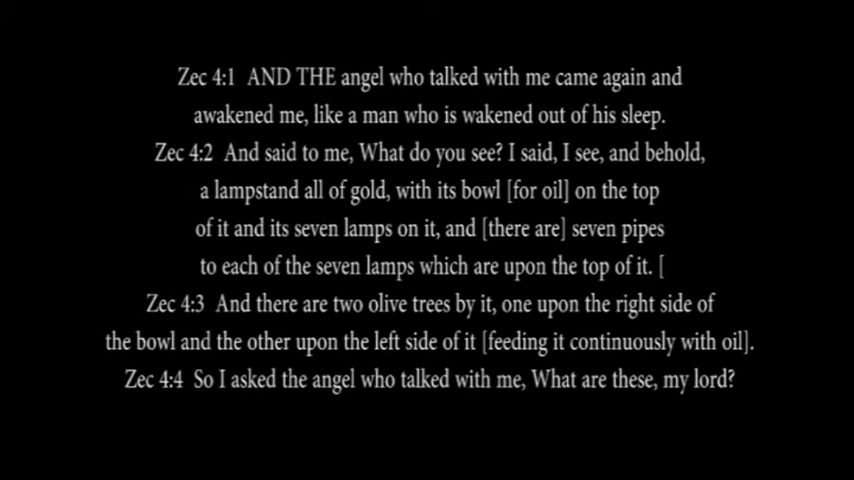 Zec 4:1 AND THE angel who talked with me came again and
awakened me, like a man who is wakened out of his sleep.
Zec 4:2 And said to me, What do you see? I said, I see, and behold,
a lampstand all of gold, with its bowl [for oil] on the top
of it and its seven lamps on it, and [there are] seven pipes
to each of the seven lamps which are upon the top of it. [
Zec 4:3 And there are two olive trees by it, one upon the right side of
the bowl and the other upon the left side of it [feeding it continuously with oil].
Zec 4:4 So I asked the angel who talked with me, What are these, my lord?